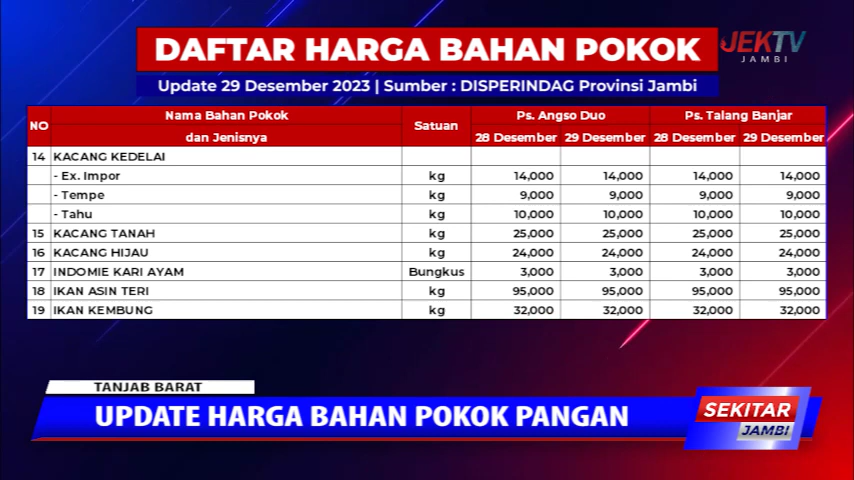 DAFTAR HARGA BAHAN POKOK
JEKTV
JAMBI
Update 29 Desember 2023 | Sumber : DISPERINDAG Provinsi Jambi
NO Nama Bahan Pokok dan Jenisnya Satuan Ps. Angso Duo Ps. Talang Banjar
28 Desember 29 Desember 28 Desember 29 Desember
14 KACANG KEDELAI
- Ex. Impor kg 14,000 14,000 14,000 14,000
- Tempe kg 9,000 9,000 9,000 9,000
- Tahu kg 10,000 10,000 10,000 10,000
15 KACANG TANAH kg 25,000 25,000 25,000 25,000
16 KACANG HIJAU kg 24,000 24,000 24,000 24,000
17 INDOMIE KARI AYAM Bungkus 3,000 3,000 3,000 3,000
18 IKAN ASIN TERI kg 95,000 95,000 95,000 95,000
19 IKAN KEMBUNG kg 32,000 32,000 32,000 32,000
TANJAB BARAT
UPDATE HARGA BAHAN POKOK PANGAN
SEKITAR
JAMBI